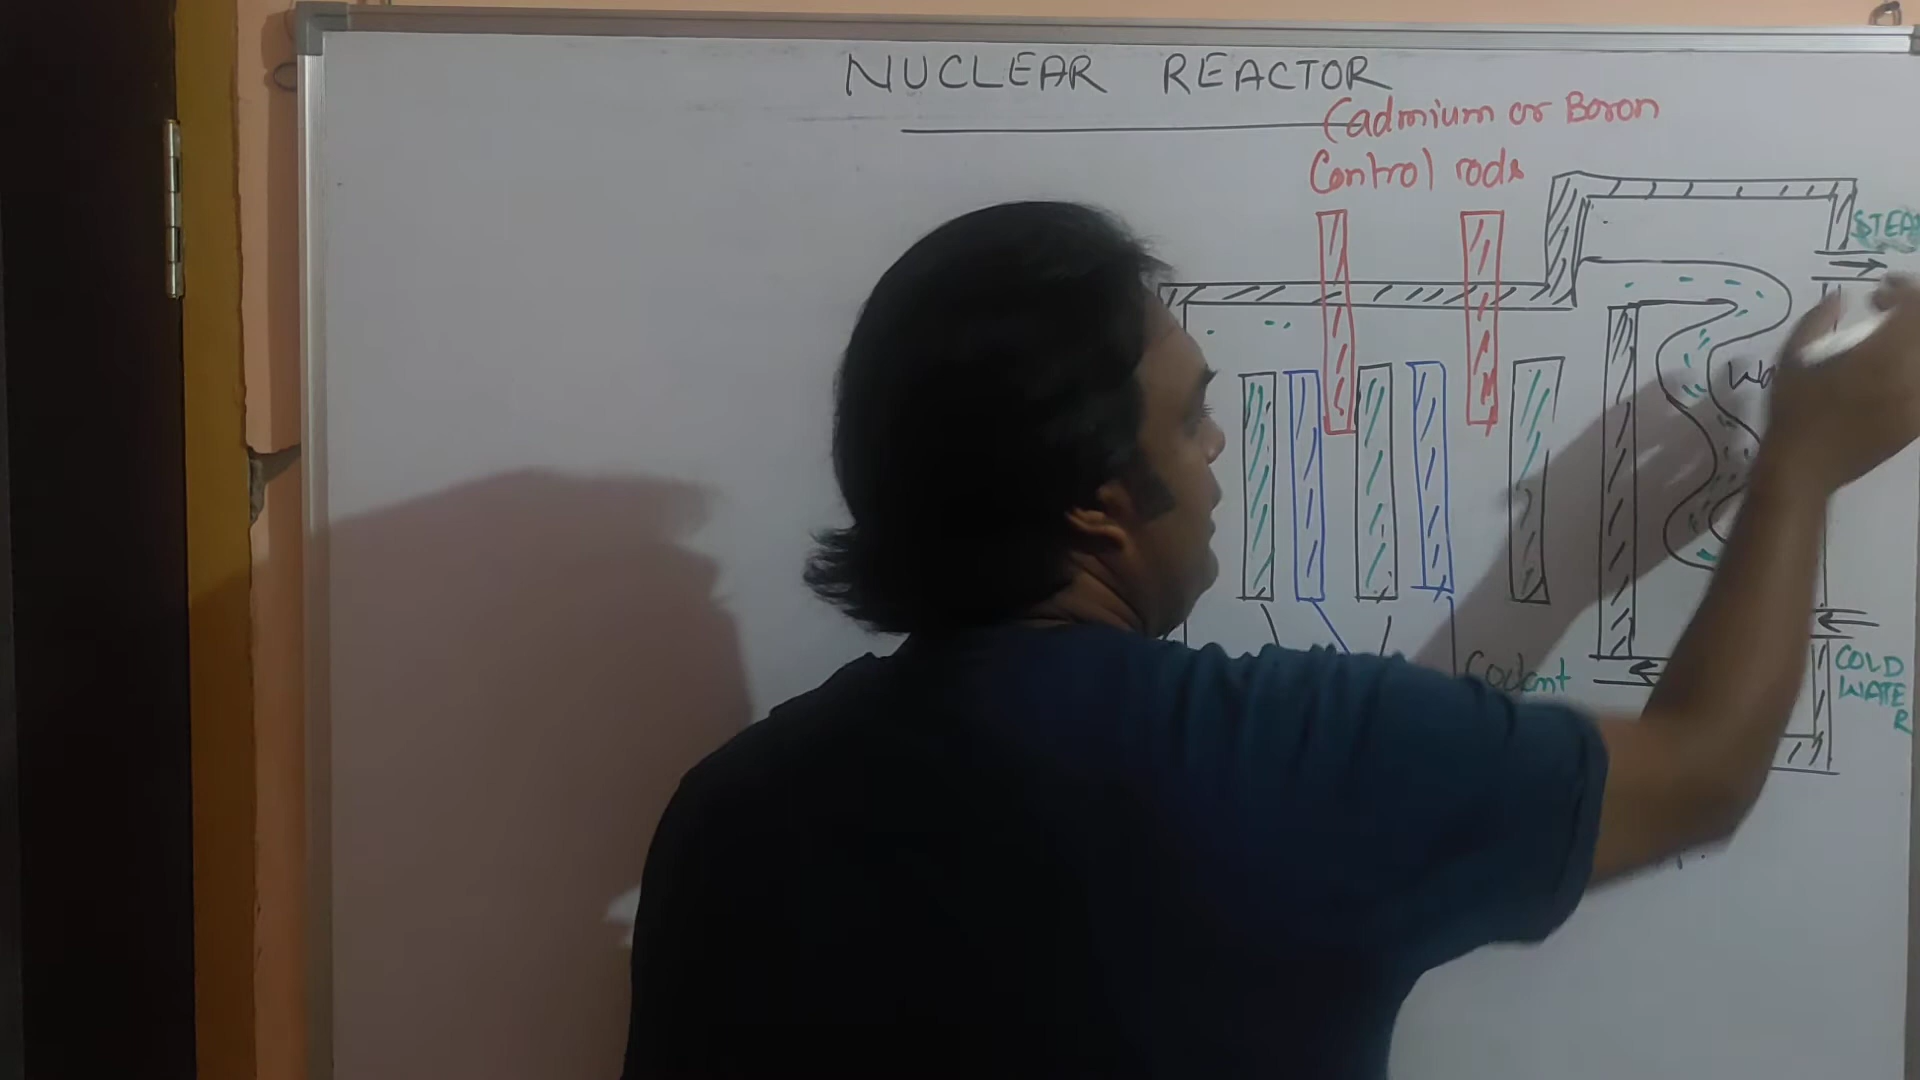 NUCLEAR REACTOR
Cadmium or Boron
Control rods
Coolant
COLD
WATE
R